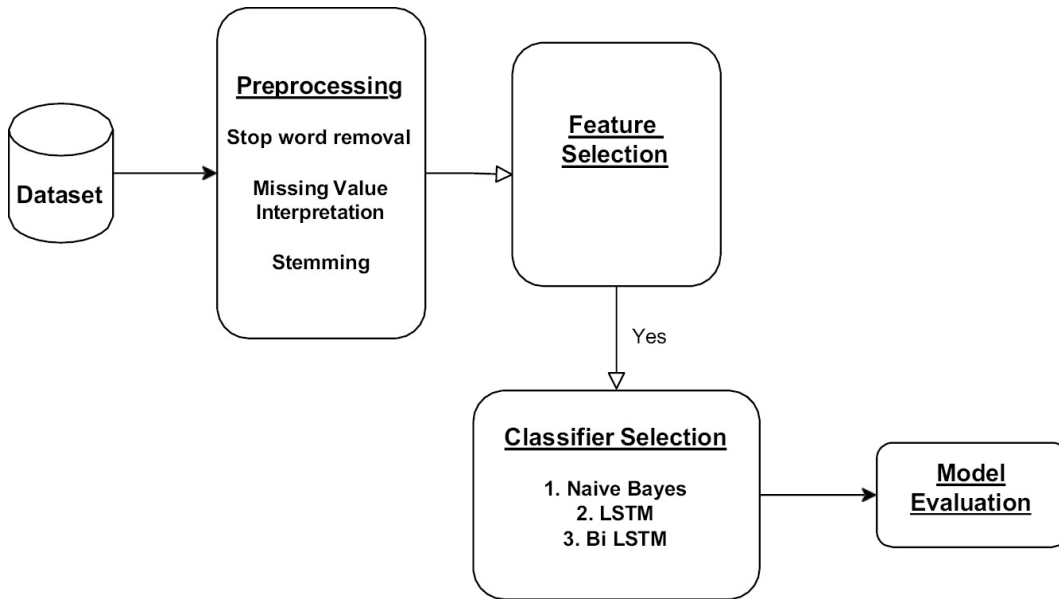 Dataset
Preprocessing
Stop word removal
Missing Value
Interpretation
Stemming
Feature
Selection
Yes
Classifier Selection
1. Naive Bayes
2. LSTM
3. Bi LSTM
Model
Evaluation